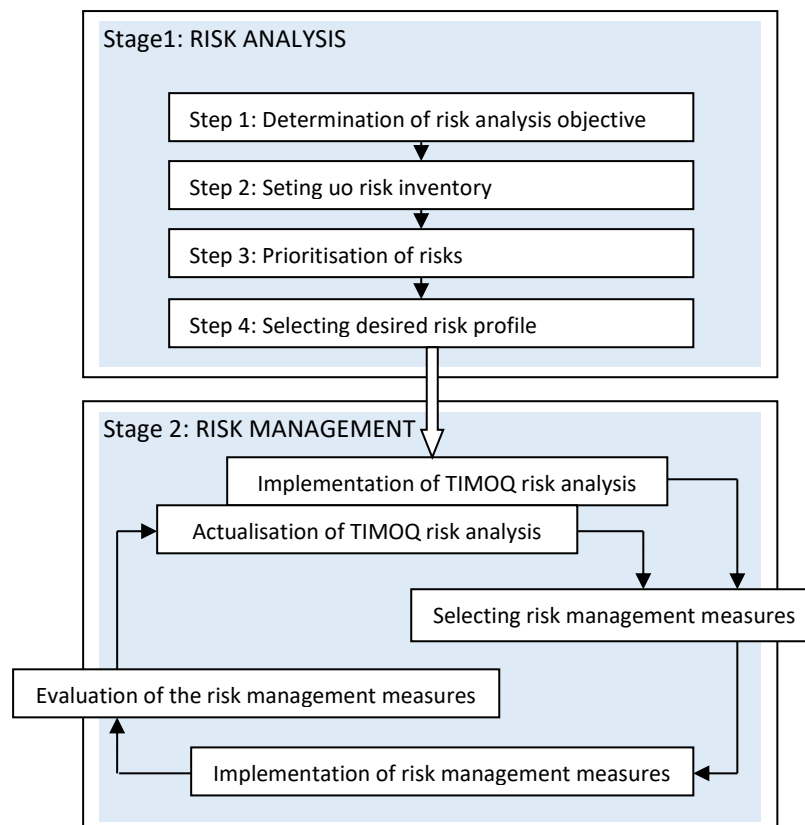 Stage1: RISK ANALYSIS
Step 1: Determination of risk analysis objective
Step 2: Seting uo risk inventory
Step 3: Prioritisation of risks
Step 4: Selecting desired risk profile
Stage 2: RISK MANAGEMENT
Implementation of TIMOQ risk analysis
Actualisation of TIMOQ risk analysis
Selecting risk management measures
Evaluation of the risk management measures
Implementation of risk management measures